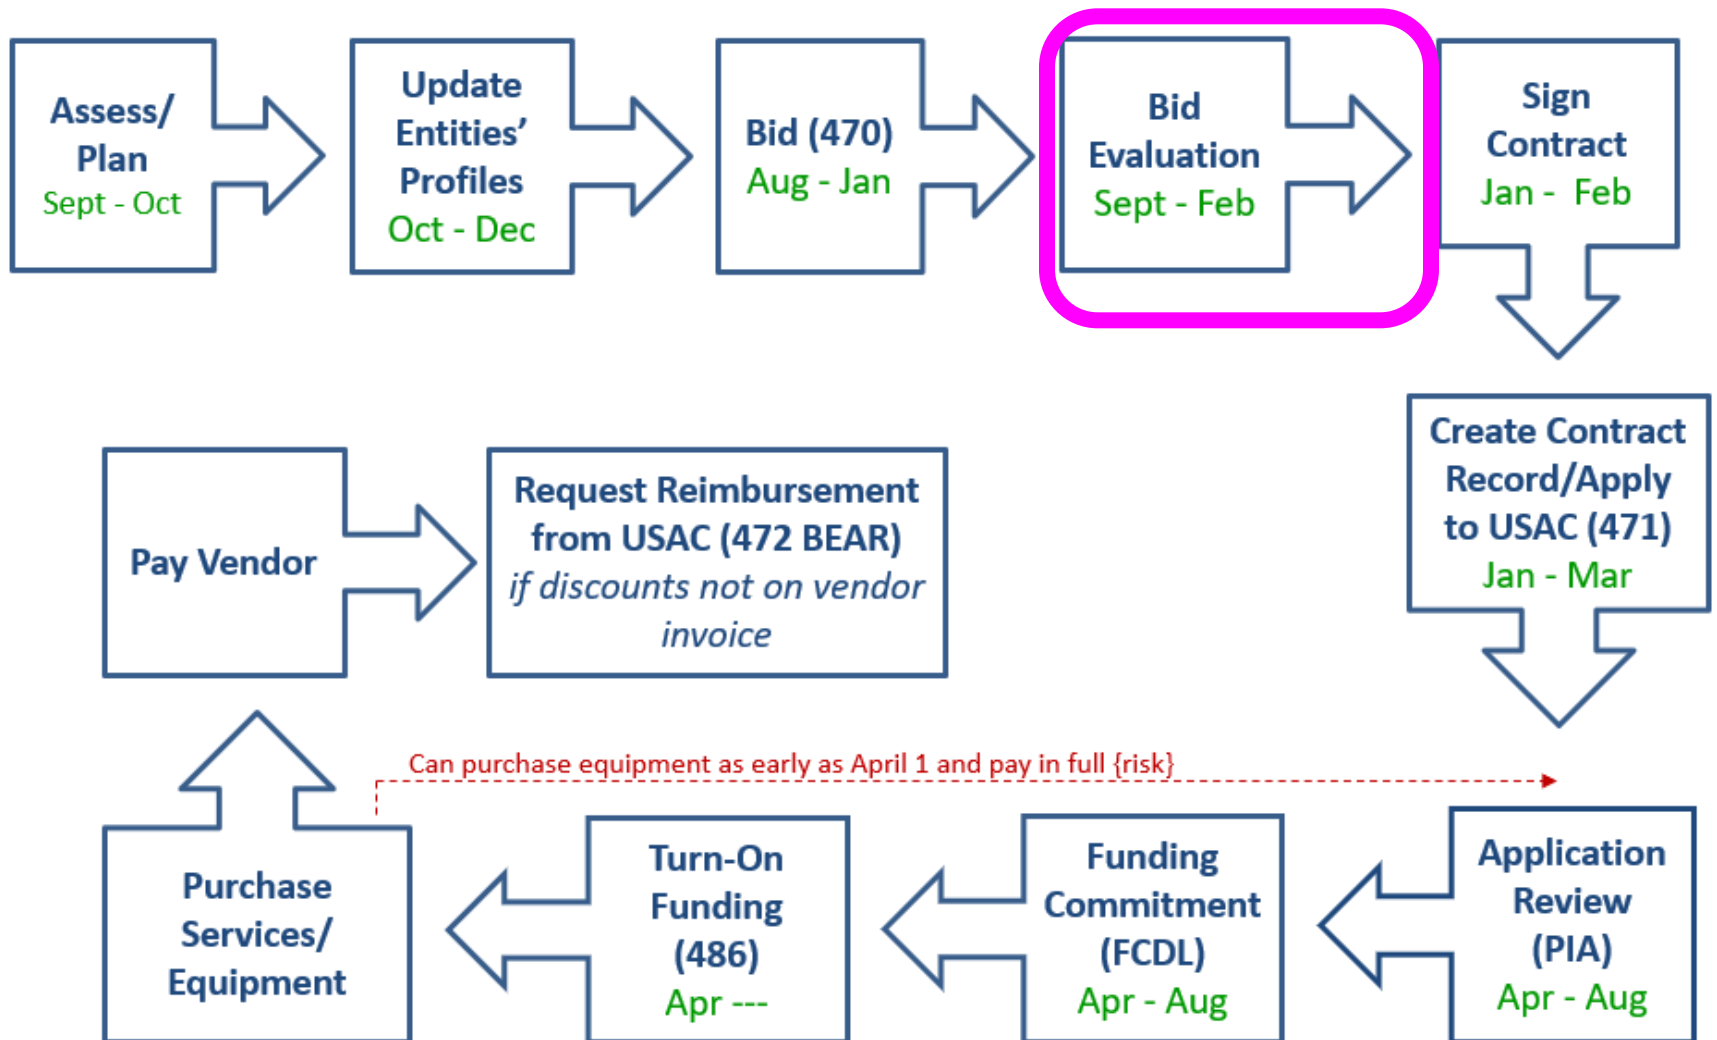 Assess/
Plan
Sept - Oct
Update
Entities’
Profiles
Oct - Dec
Bid (470)
Aug - Jan
Bid
Evaluation
Sept - Feb
Sign
Contract
Jan -  Feb
Create Contract
Record/Apply
to USAC (471)
Jan - Mar
Application
Review
(PIA)
Apr - Aug
Funding
Commitment
(FCDL)
Apr - Aug
Turn-On
Funding
(486)
Apr ---
Can purchase equipment as early as April 1 and pay in full {risk}
Purchase
Services/
Equipment
Pay Vendor
Request Reimbursement
from USAC (472 BEAR)
if discounts not on vendor
invoice